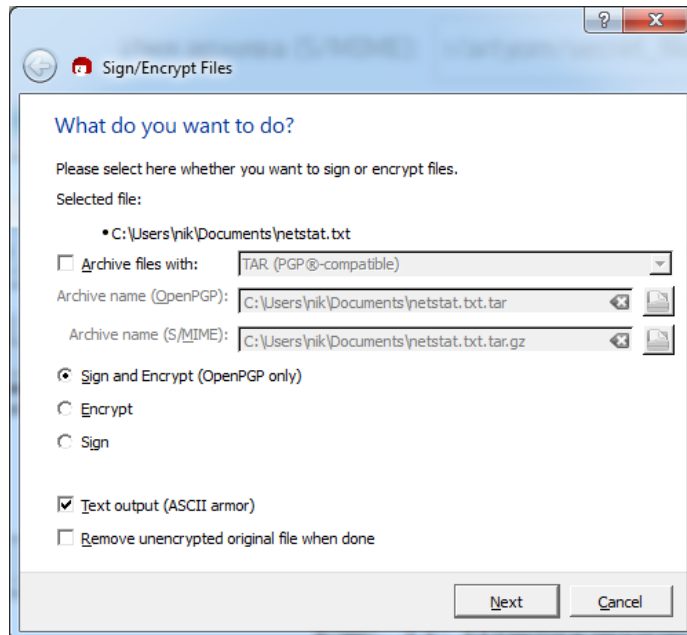 Sign/Encrypt Files
What do you want to do?
Please select here whether you want to sign or encrypt files.
Selected file:
•C:\Users\nik\Documents\netstat.txt
Archive files with: TAR (PGP®-compatible)
Archive name (OpenPGP): C:\Users\nik\Documents\netstat.txt.tar
Archive name (S/MIME): C:\Users\nik\Documents\netstat.txt.tar.gz
Sign and Encrypt (OpenPGP only)
Encrypt
Sign
Text output (ASCII armor)
Remove unencrypted original file when done
Next Cancel